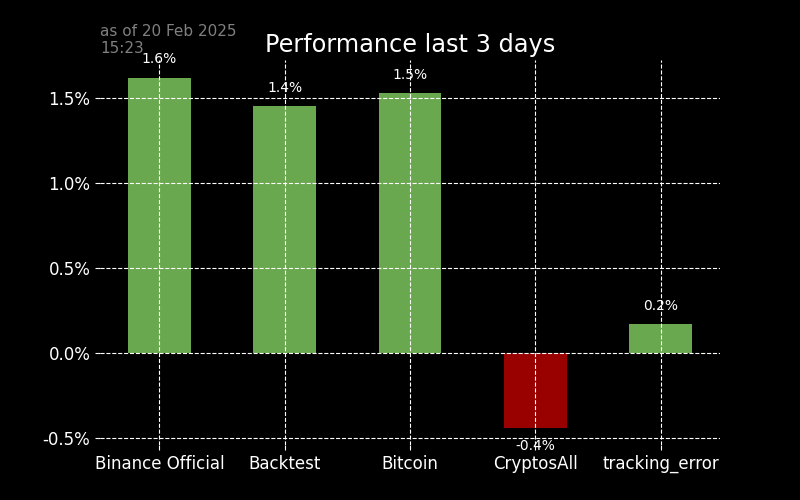 as of 20 Feb 2025
15:23
Performance last 3 days
1.6%
1.4%
1.5%
-0.4%
0.2%
1.5%
1.0%
0.5%
0.0%
-0.5%
Binance Official
Backtest
Bitcoin
CryptosAll
tracking_error